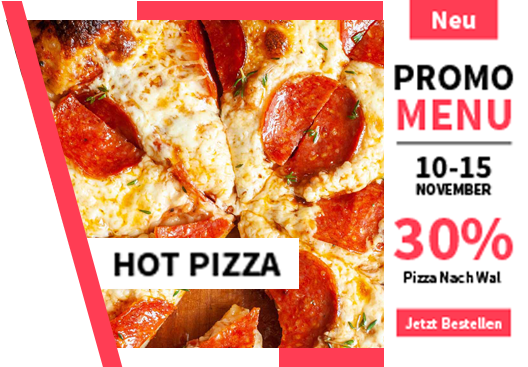 Neu
PROMO
MENU
10-15
NOVEMBER
30%
Pizza Nach Wal
Jetzt Bestellen
HOT PIZZA